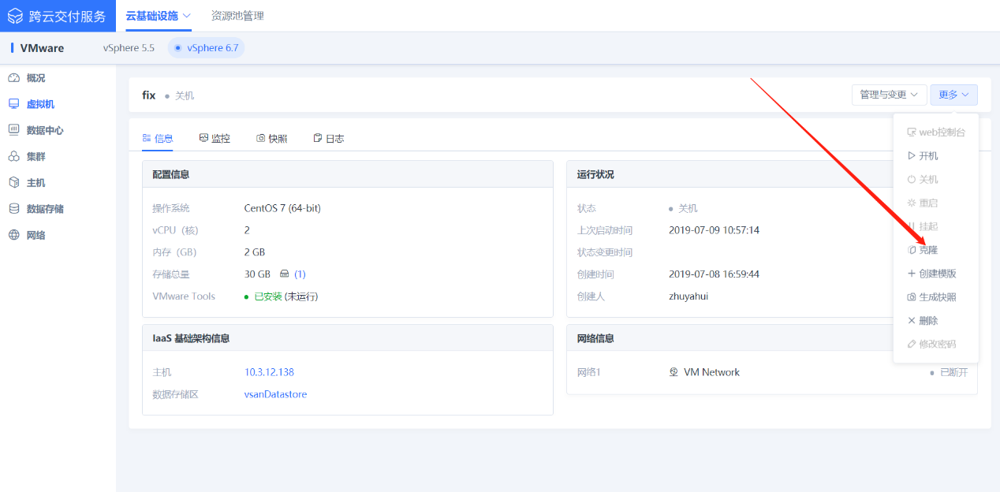 跨云交付服务 云基础设施 资源池管理
VMware vSphere 5.5 vSphere 6.7
概况
虚拟机
数据中心
集群
主机
数据存储
网络
fix 关机 管理与变更 更多
信息 监控 快照 日志
配置信息
操作系统 CentOS 7 (64-bit)
vCPU（核） 2
内存（GB） 2 GB
存储总量 30 GB (1)
VMware Tools 已安装 (未运行)
运行状况
状态 关机
上次启动时间 2019-07-09 10:57:14
状态变更时间
创建时间 2019-07-08 16:59:44
创建人 zhuyahui
IaaS 基础架构信息
主机 10.3.12.138
数据存储区 vsanDatastore
网络信息
网络1 VM Network 已断开
web控制台
开机
关机
重启
挂起
克隆
创建模版
生成快照
删除
修改密码